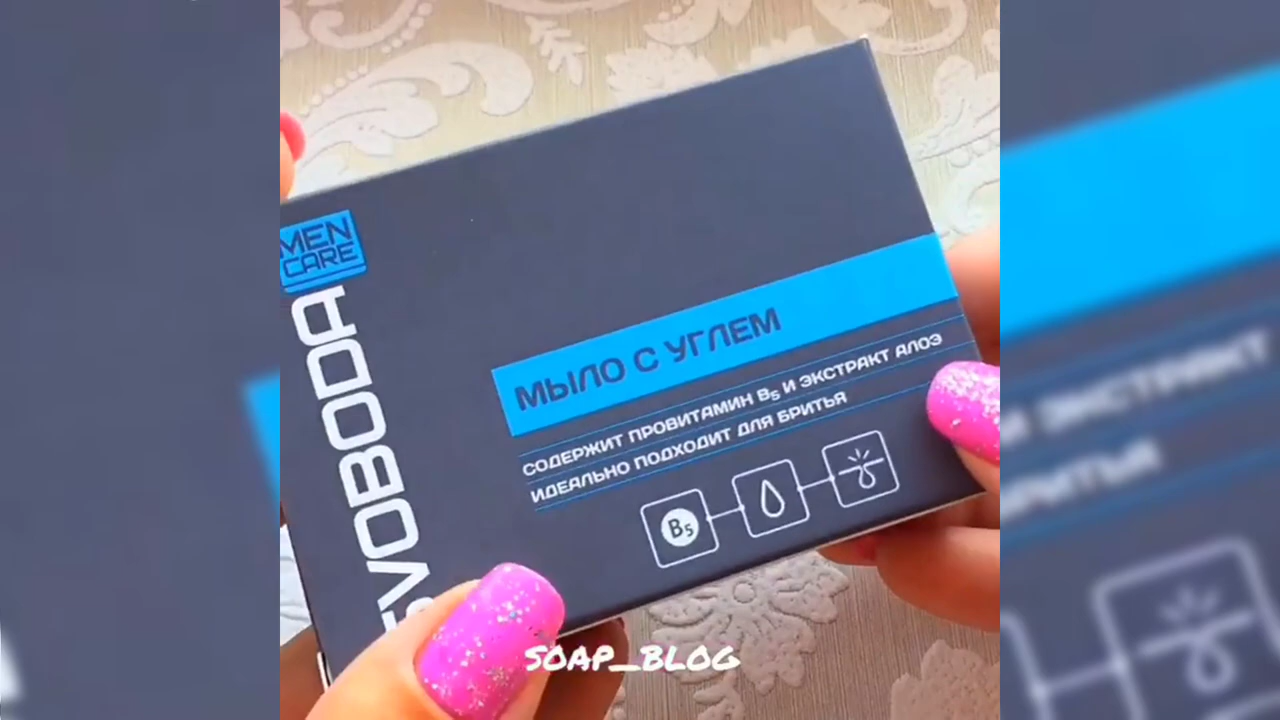 MEN
CARE
SVOBODA
МЫЛО С УГЛЕМ
СОДЕРЖИТ ПРОВИТАМИН B₅ И ЭКСТРАКТ АЛОЭ
ИДЕАЛЬНО ПОДХОДИТ ДЛЯ БРИТЬЯ
B₅
SOAP_BLOG